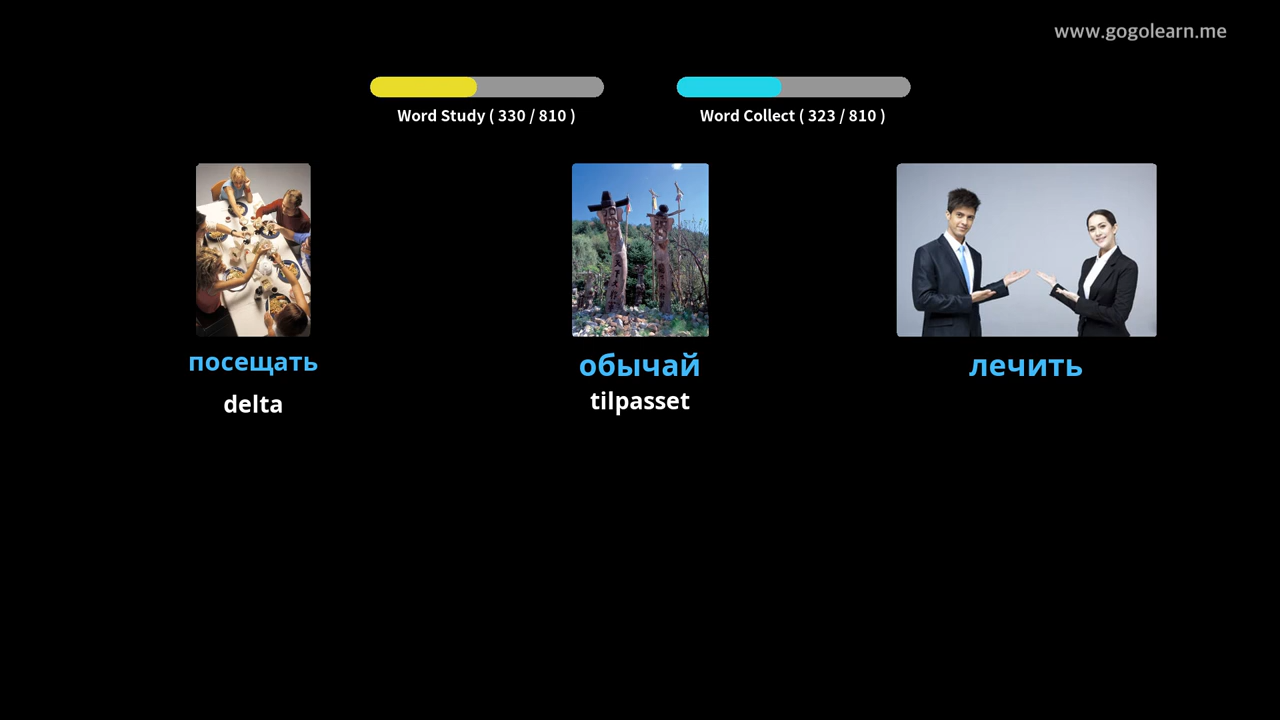 www.gogolearn.me
Word Study ( 330 / 810 )
Word Collect ( 323 / 810 )
посещать
обычай
лечить
delta
tilpasset